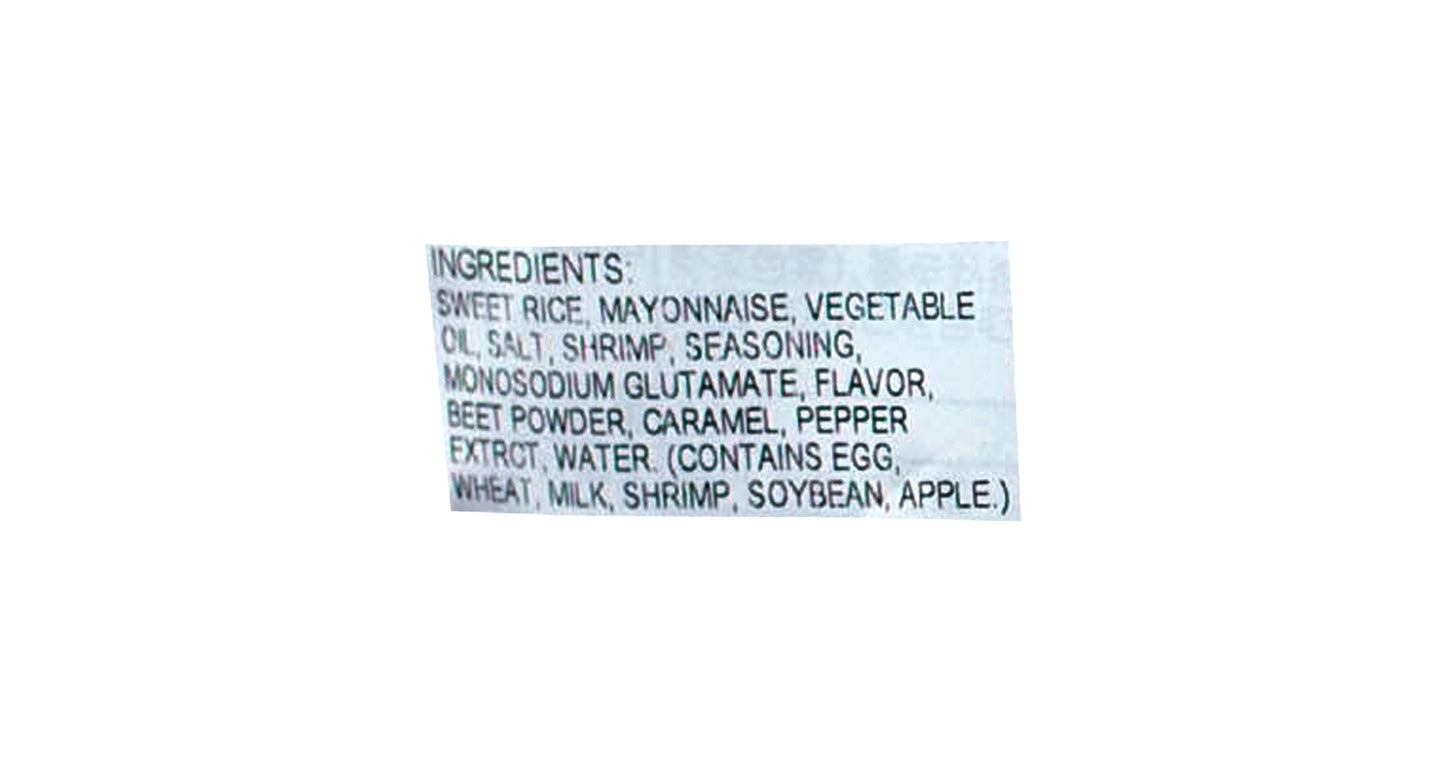 INGREDIENTS:
SWEET RICE, MAYONNAISE, VEGETABLE
OIL, SALT, SHRIMP, SEASONING,
MONOSODIUM GLUTAMATE, FLAVOR,
BEET POWDER, CARAMEL, PEPPER
EXTRCT, WATER. (CONTAINS EGG,
WHEAT, MILK, SHRIMP, SOYBEAN, APPLE.)